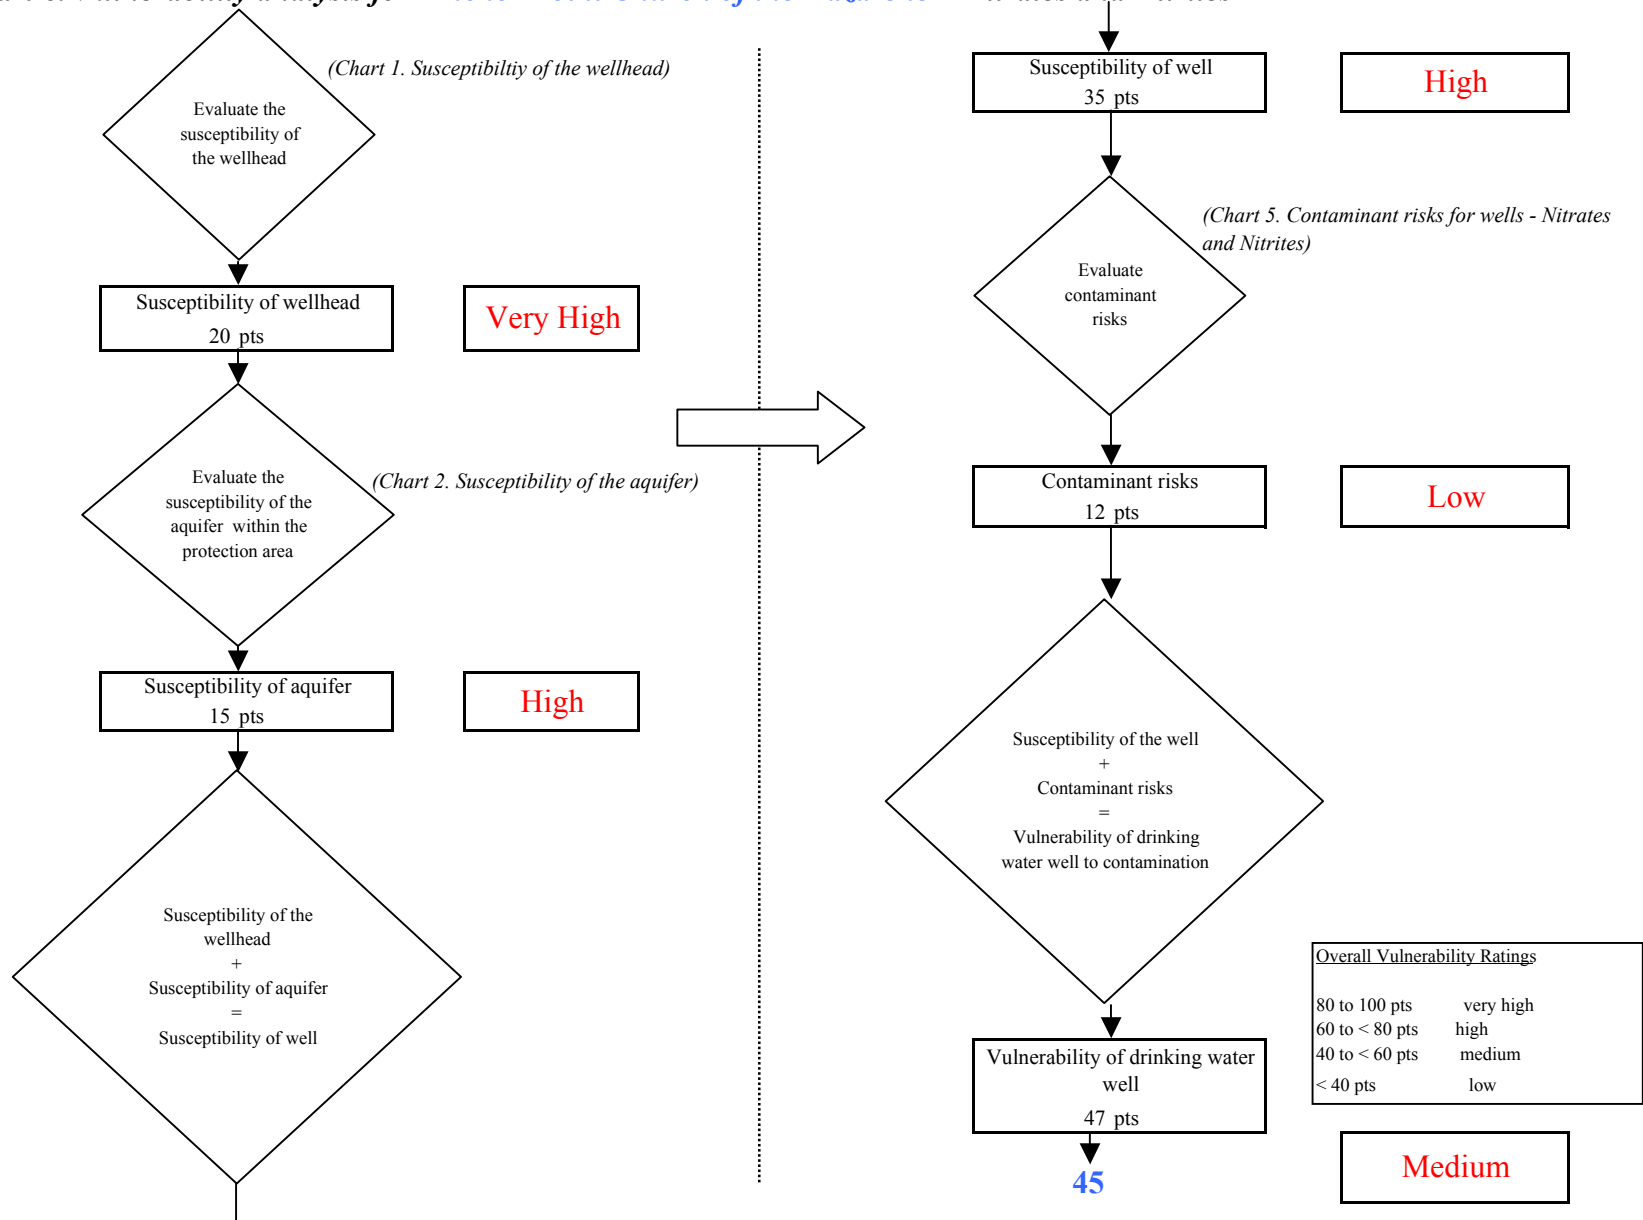 (Chart 1. Susceptibiltiy of the wellhead)
Evaluate the
susceptibility of
the wellhead
Susceptibility of wellhead
20 pts
Very High
(Chart 2. Susceptibility of the aquifer)
Evaluate the
susceptibility of the
aquifer within the
protection area
Susceptibility of aquifer
15 pts
High
Susceptibility of the
wellhead
+
Susceptibility of aquifer
=
Susceptibility of well
Susceptibility of well
35 pts
High
(Chart 5. Contaminant risks for wells - Nitrates
and Nitrites)
Evaluate
contaminant
risks
Contaminant risks
12 pts
Low
Susceptibility of the well
+
Contaminant risks
=
Vulnerability of drinking
water well to contamination
Overall Vulnerability Ratings
80 to 100 pts very high
60 to < 80 pts high
40 to < 60 pts medium
< 40 pts low
Vulnerability of drinking water
well
47 pts
45
Medium